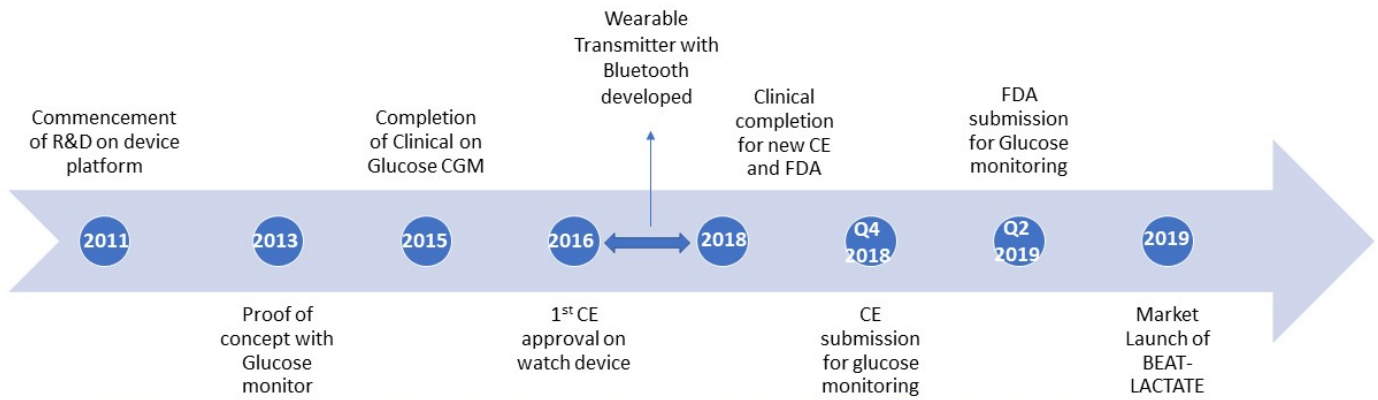 Commencement
of R&D on device
platform
2011
2013
Proof of
concept with
Glucose
monitor
Completion
of Clinical on
Glucose CGM
2015
2016
1st CE
approval on
watch device
Wearable
Transmitter with
Bluetooth
developed
Clinical
completion
for new CE
and FDA
2018
Q4
2018
CE
submission
for glucose
monitoring
FDA
submission
for Glucose
monitoring
Q2
2019
2019
Market
Launch of
BEAT-
LACTATE